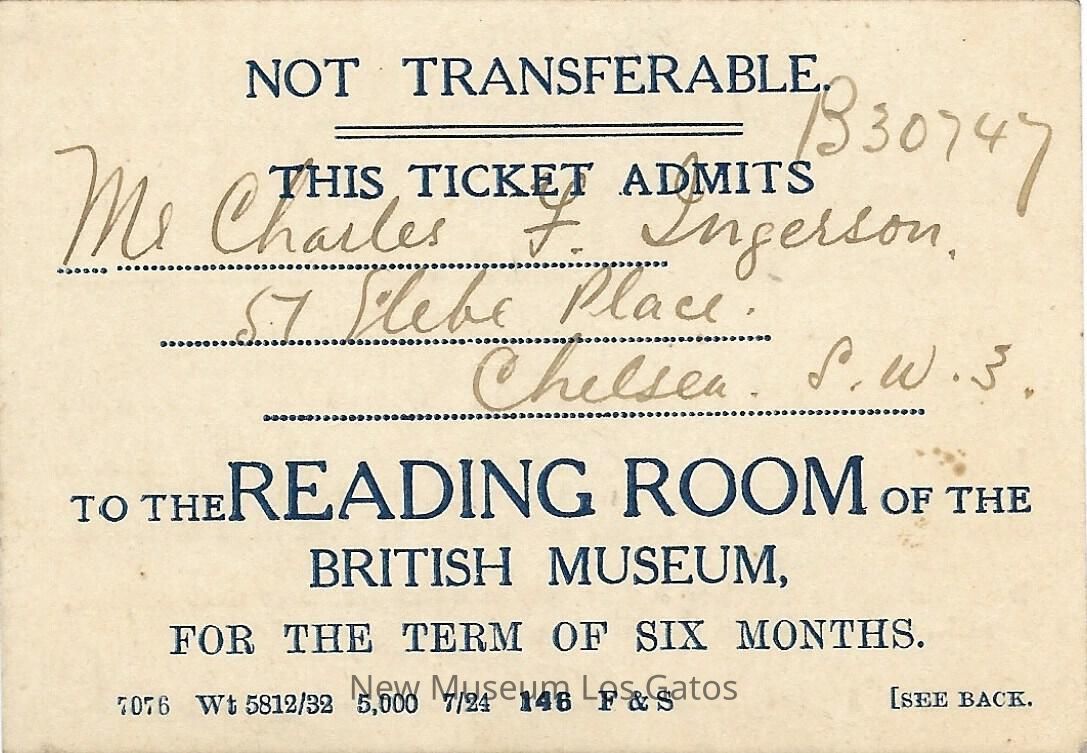 NOT TRANSFERABLE.
B30747
THIS TICKET ADMITS
Mr Charles F. Ingerson.
57 Glebe Place.
Chelsea. S.W.3.
TO THE READING ROOM OF THE
BRITISH MUSEUM,
FOR THE TERM OF SIX MONTHS.
7076 Wt 5812/32 5,000 7/24 146 F & S [SEE BACK.
New Museum Los Gatos